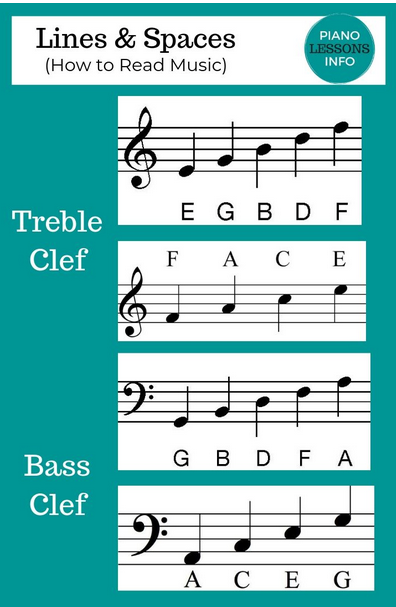 Lines & Spaces
(How to Read Music)
PIANO
LESSONS
INFO
Treble
Clef
E G B D F
F A C E
Bass
Clef
G B D F A
A C E G